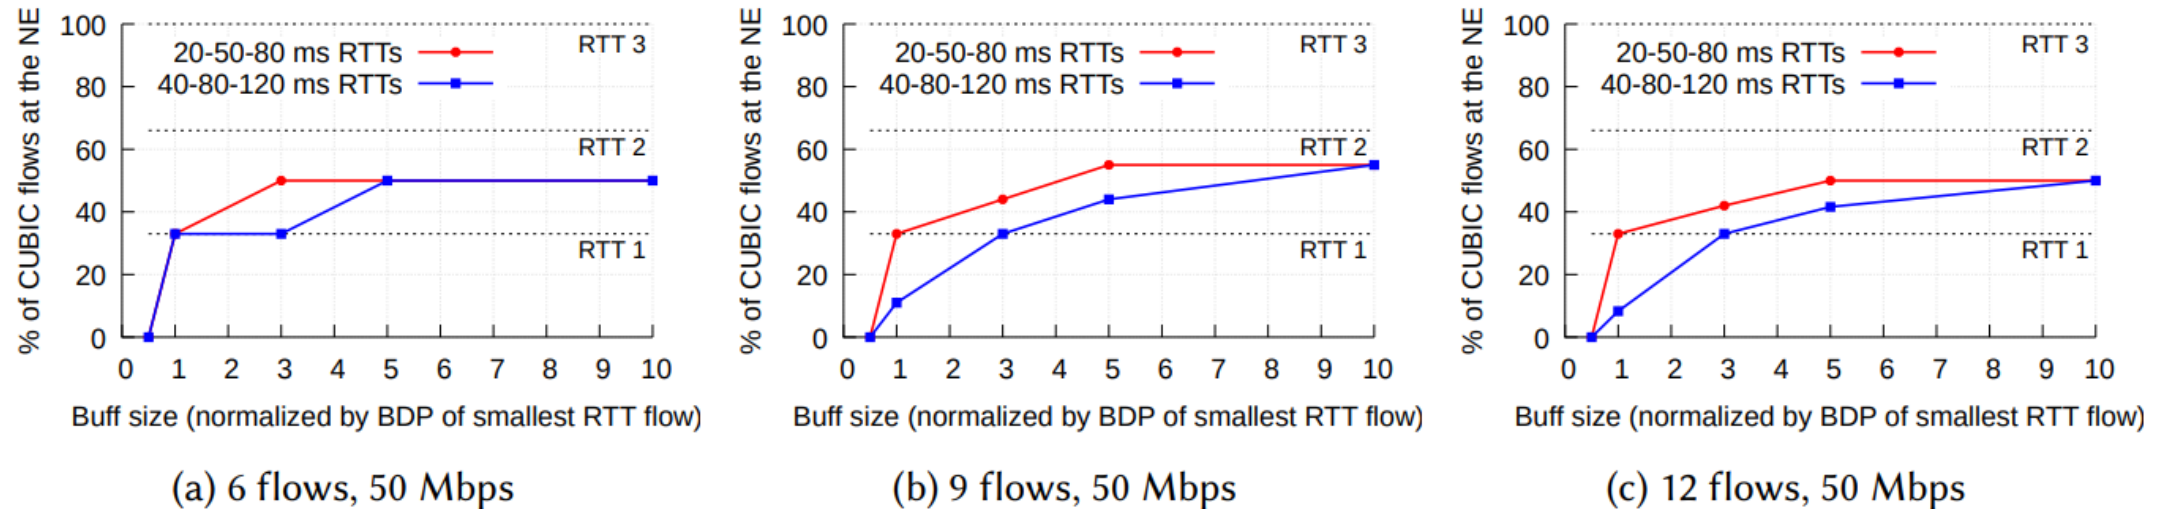 % of CUBIC flows at the NE
100
80
60
40
20
0
20-50-80 ms RTTs
40-80-120 ms RTTs
RTT 3
RTT 2
RTT 1
0 1 2 3 4 5 6 7 8 9 10
Buff size (normalized by BDP of smallest RTT flow)
(a) 6 flows, 50 Mbps
% of CUBIC flows at the NE
100
80
60
40
20
0
20-50-80 ms RTTs
40-80-120 ms RTTs
RTT 3
RTT 2
RTT 1
0 1 2 3 4 5 6 7 8 9 10
Buff size (normalized by BDP of smallest RTT flow)
(b) 9 flows, 50 Mbps
% of CUBIC flows at the NE
100
80
60
40
20
0
20-50-80 ms RTTs
40-80-120 ms RTTs
RTT 3
RTT 2
RTT 1
0 1 2 3 4 5 6 7 8 9 10
Buff size (normalized by BDP of smallest RTT flow)
(c) 12 flows, 50 Mbps